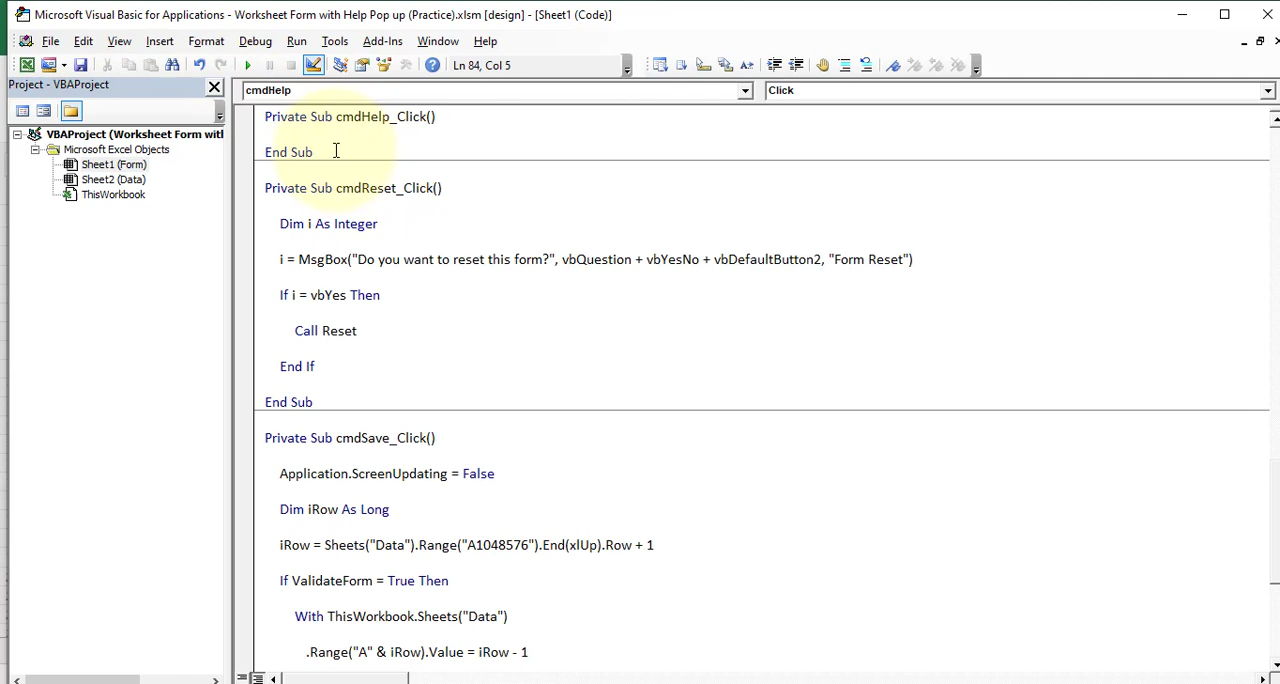 Microsoft Visual Basic for Applications - Worksheet Form with Help Pop up (Practice).xlsm [design] - [Sheet1 (Code)]
File Edit View Insert Format Debug Run Tools Add-Ins Window Help
Ln 84, Col 5
Project - VBAProject
cmdHelp
Click
VBAProject (Worksheet Form witl
Microsoft Excel Objects
Sheet1 (Form)
Sheet2 (Data)
ThisWorkbook
Private Sub cmdHelp_Click()
End Sub
Private Sub cmdReset_Click()
Dim i As Integer
i = MsgBox("Do you want to reset this form?", vbQuestion + vbYesNo + vbDefaultButton2, "Form Reset")
If i = vbYes Then
Call Reset
End If
End Sub
Private Sub cmdSave_Click()
Application.ScreenUpdating = False
Dim iRow As Long
iRow = Sheets("Data").Range("A1048576").End(xlUp).Row + 1
If ValidateForm = True Then
With ThisWorkbook.Sheets("Data")
.Range("A" & iRow).Value = iRow - 1